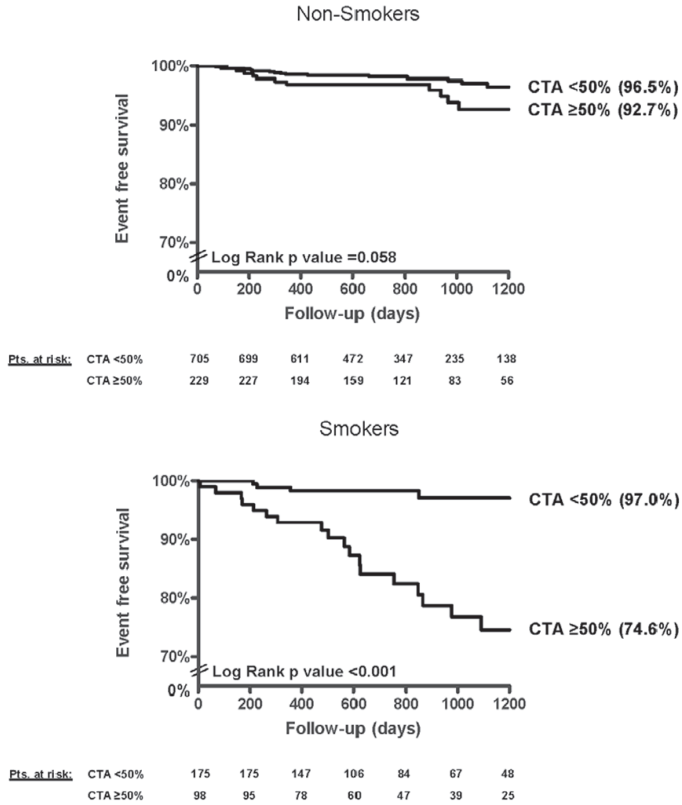 Non-Smokers
100%
90%
80%
70%
0%
Event free survival
CTA <50% (96.5%)
CTA ≥50% (92.7%)
Log Rank p value =0.058
0 200 400 600 800 1000 1200
Follow-up (days)
Pts. at risk: CTA <50% 705 699 611 472 347 235 138
CTA ≥50% 229 227 194 159 121 83 56
Smokers
100%
90%
80%
70%
0%
Event free survival
CTA <50% (97.0%)
CTA ≥50% (74.6%)
Log Rank p value <0.001
0 200 400 600 800 1000 1200
Follow-up (days)
Pts. at risk: CTA <50% 175 175 147 106 84 67 48
CTA ≥50% 98 95 78 60 47 39 25